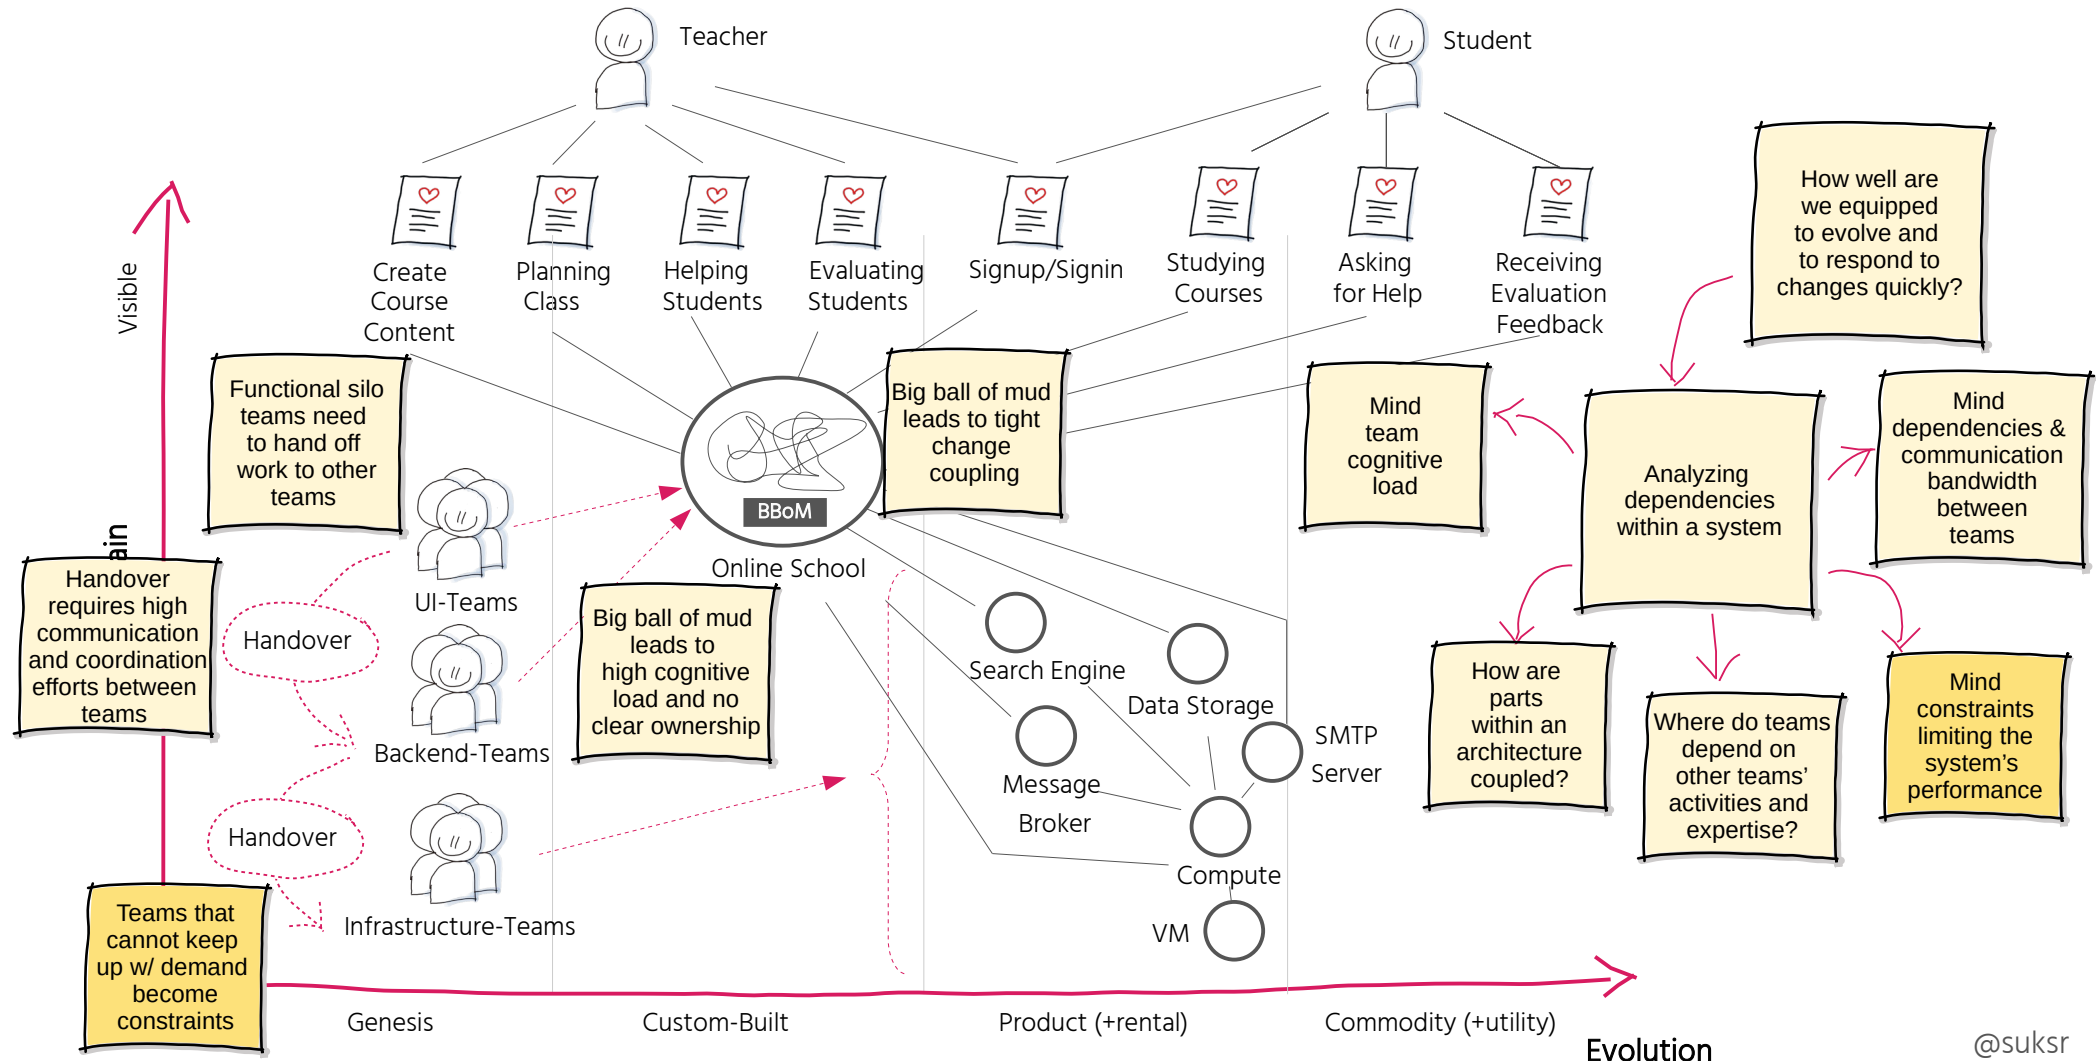 Teacher
Student
Create
Course
Content
Planning
Class
Helping
Students
Evaluating
Students
Signup/Signin
Studying
Courses
Asking
for Help
Receiving
Evaluation
Feedback
Visible
ain
Functional silo
teams need
to hand off
work to other
teams
Handover
requires high
communication
and coordination
efforts between
teams
Teams that
cannot keep
up w/ demand
become
constraints
Handover
Handover
UI-Teams
Backend-Teams
Infrastructure-Teams
BBoM
Online School
Big ball of mud
leads to tight
change
coupling
Big ball of mud
leads to
high cognitive
load and no
clear ownership
Search Engine
Data Storage
Message
Broker
SMTP
Server
Compute
VM
How well are
we equipped
to evolve and
to respond to
changes quickly?
Mind
team
cognitive
load
Analyzing
dependencies
within a system
Mind
dependencies &
communication
bandwidth
between
teams
How are
parts
within an
architecture
coupled?
Where do teams
depend on
other teams’
activities and
expertise?
Mind
constraints
limiting the
system’s
performance
Genesis
Custom-Built
Product (+rental)
Commodity (+utility)
Evolution
@suksr